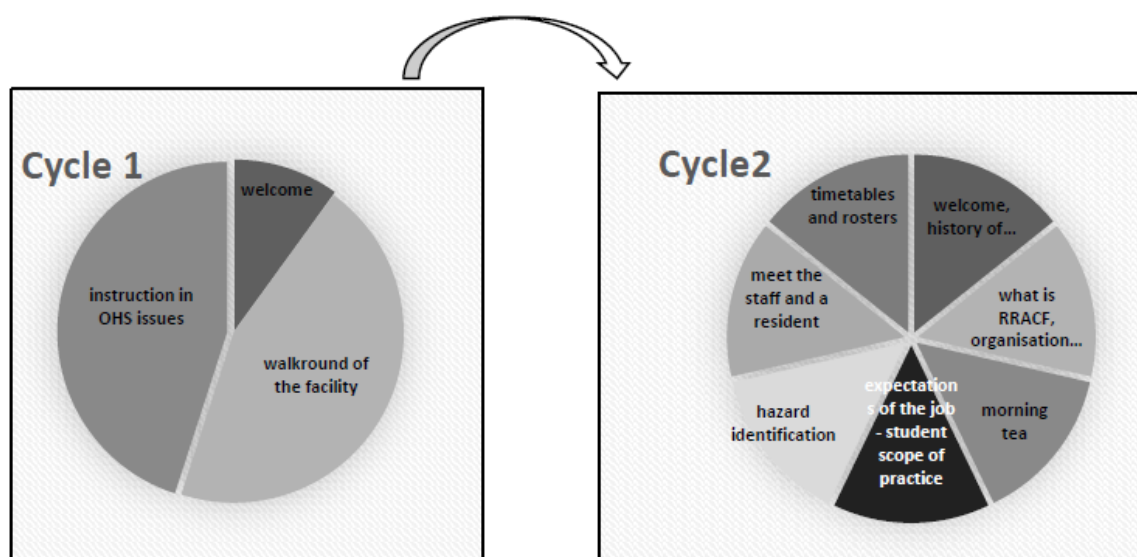 Cycle 1
welcome
instruction in
OHS issues
walkround of
the facility
Cycle2
timetables
and rosters
welcome,
history of...
meet the
staff and a
resident
what is
RRACF,
organisation...
expectation
s of the job
- student
scope of
practice
hazard
identification
morning
tea